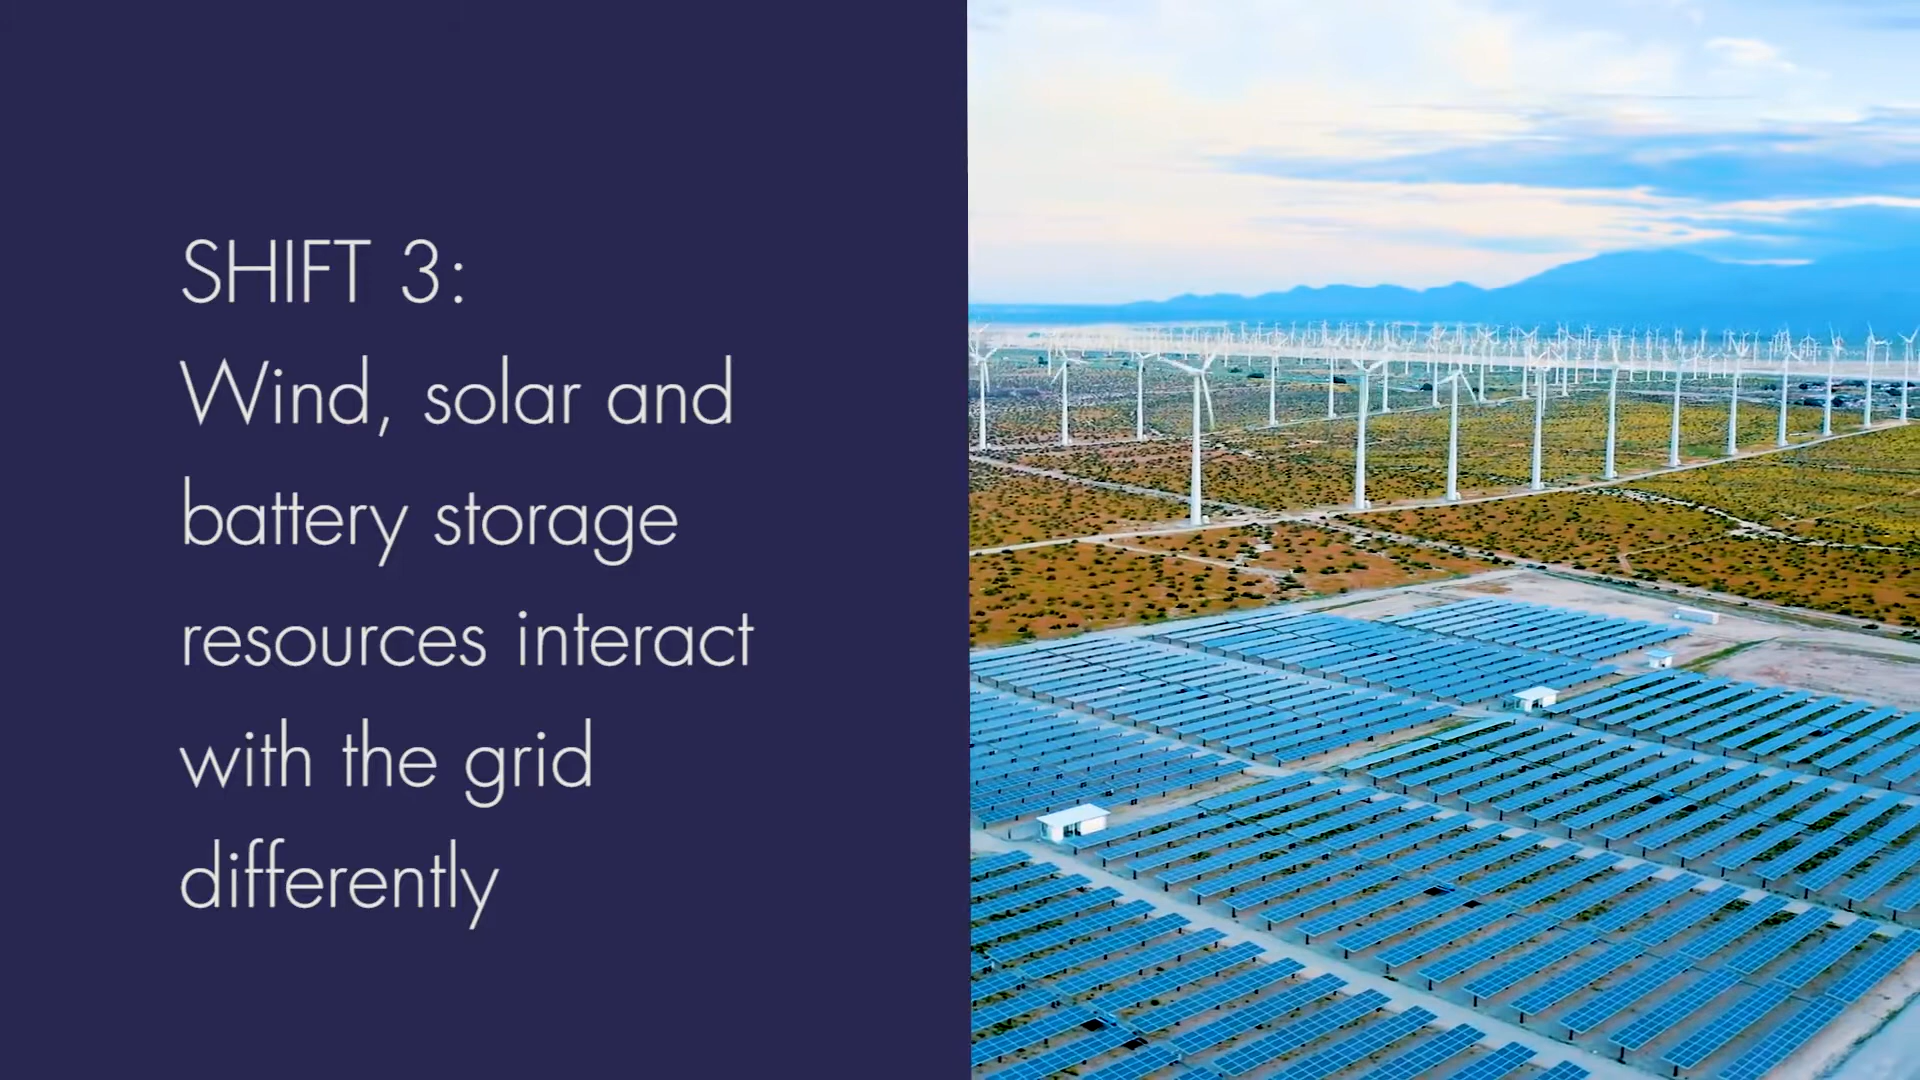 SHIFT 3:
Wind, solar and
battery storage
resources interact
with the grid
differently